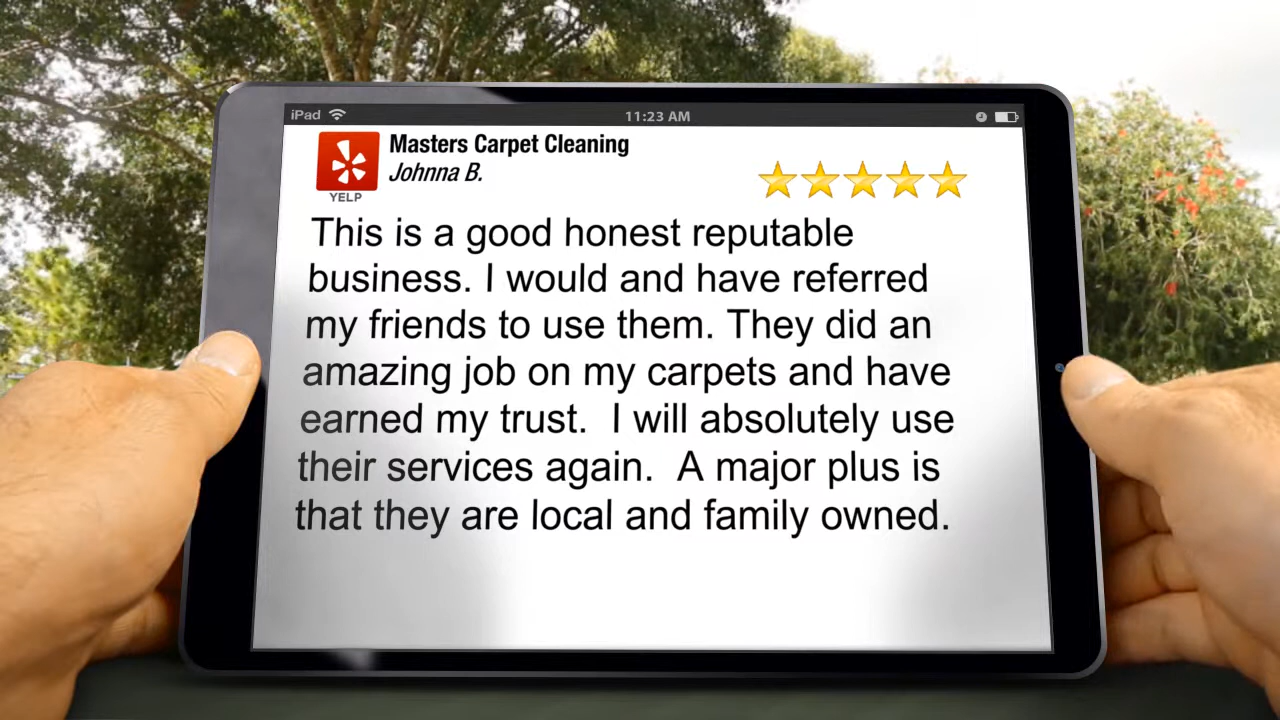 iPad 11:23 AM
Masters Carpet Cleaning
Johnna B.
YELP
This is a good honest reputable
business. I would and have referred
my friends to use them. They did an
amazing job on my carpets and have
earned my trust.  I will absolutely use
their services again.  A major plus is
that they are local and family owned.